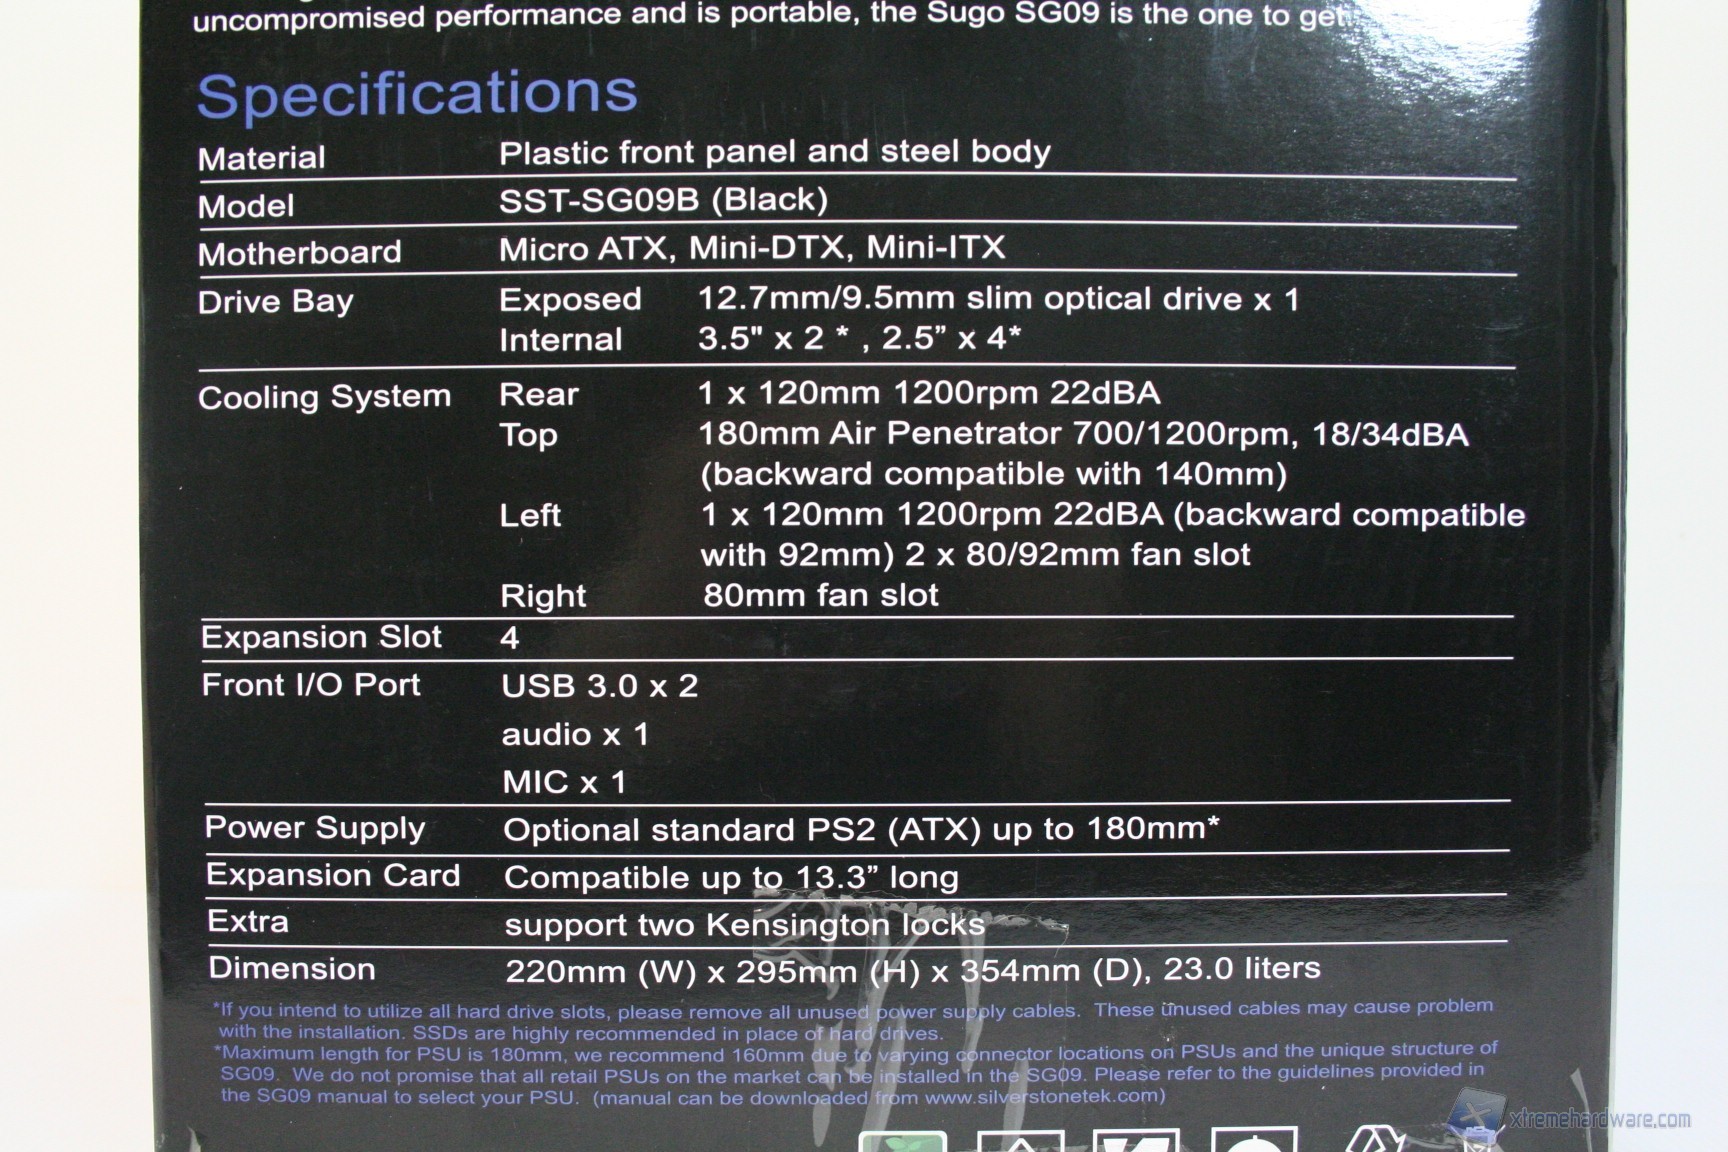 uncompromised performance and is portable, the Sugo SG09 is the one to get.
Specifications
Material Plastic front panel and steel body
Model SST-SG09B (Black)
Motherboard Micro ATX, Mini-DTX, Mini-ITX
Drive Bay Exposed 12.7mm/9.5mm slim optical drive x 1
Internal 3.5" x 2 * , 2.5” x 4*
Cooling System Rear 1 x 120mm 1200rpm 22dBA
Top 180mm Air Penetrator 700/1200rpm, 18/34dBA
(backward compatible with 140mm)
Left 1 x 120mm 1200rpm 22dBA (backward compatible
with 92mm) 2 x 80/92mm fan slot
Right 80mm fan slot
Expansion Slot 4
Front I/O Port USB 3.0 x 2
audio x 1
MIC x 1
Power Supply Optional standard PS2 (ATX) up to 180mm*
Expansion Card Compatible up to 13.3” long
Extra support two Kensington locks
Dimension 220mm (W) x 295mm (H) x 354mm (D), 23.0 liters
*If you intend to utilize all hard drive slots, please remove all unused power supply cables. These unused cables may cause problem
with the installation. SSDs are highly recommended in place of hard drives.
*Maximum length for PSU is 180mm, we recommend 160mm due to varying connector locations on PSUs and the unique structure of
SG09. We do not promise that all retail PSUs on the market can be installed in the SG09. Please refer to the guidelines provided in
the SG09 manual to select your PSU. (manual can be downloaded from www.silverstonetek.com)
xtremehardware.com